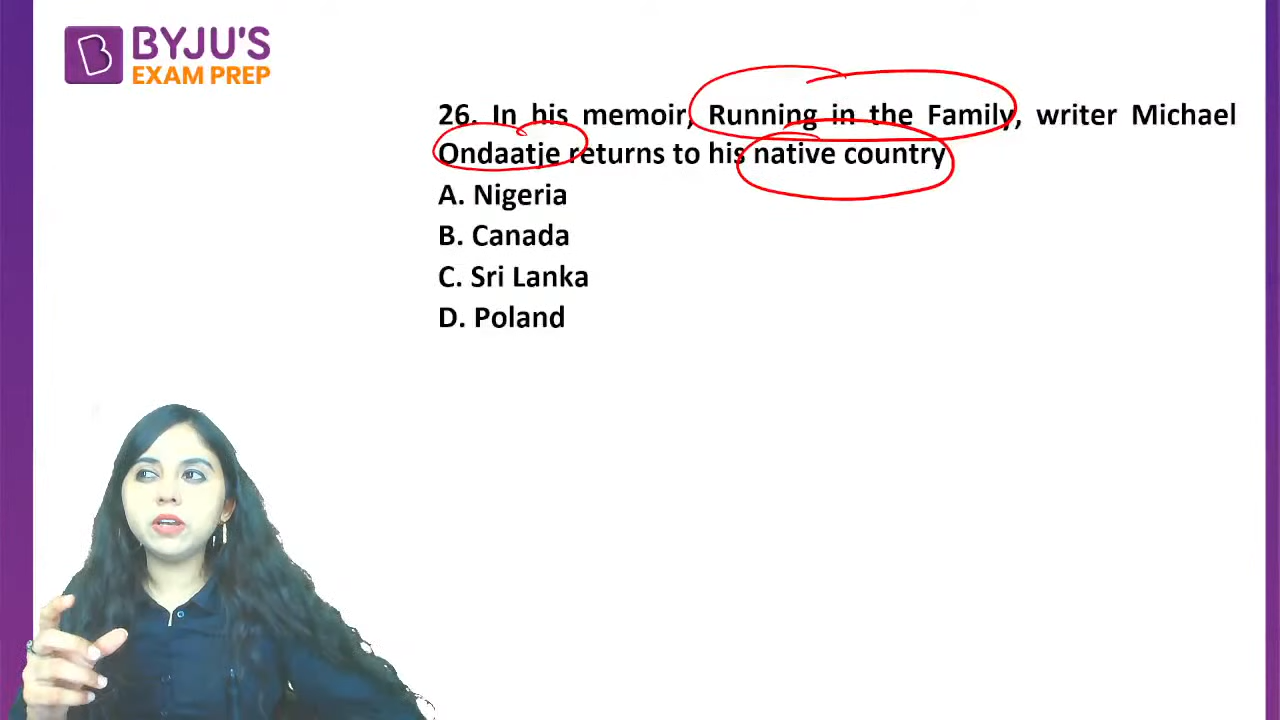 BYJU'S
EXAM PREP
26. In his memoir, Running in the Family, writer Michael
Ondaatje returns to his native country
A. Nigeria
B. Canada
C. Sri Lanka
D. Poland